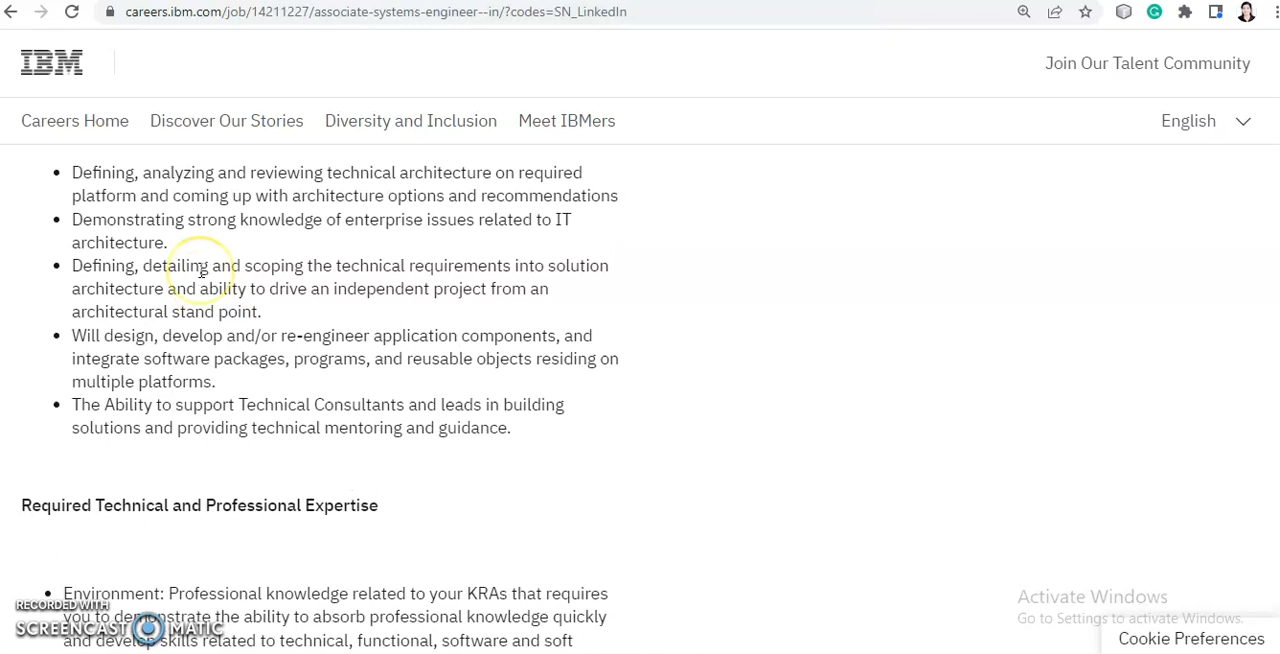 careers.ibm.com/job/14211227/associate-systems-engineer--in/?codes=SN_LinkedIn
IBM
Join Our Talent Community
Careers Home Discover Our Stories Diversity and Inclusion Meet IBMers English
• Defining, analyzing and reviewing technical architecture on required
platform and coming up with architecture options and recommendations
• Demonstrating strong knowledge of enterprise issues related to IT
architecture.
• Defining, detailing and scoping the technical requirements into solution
architecture and ability to drive an independent project from an
architectural stand point.
• Will design, develop and/or re-engineer application components, and
integrate software packages, programs, and reusable objects residing on
multiple platforms.
• The Ability to support Technical Consultants and leads in building
solutions and providing technical mentoring and guidance.
Required Technical and Professional Expertise
• Environment: Professional knowledge related to your KRAs that requires
you to demonstrate the ability to absorb professional knowledge quickly
and develop skills related to technical, functional, software and soft
RECORDED WITH
SCREENCAST MATIC
Activate Windows
Go to Settings to activate Windows.
Cookie Preferences